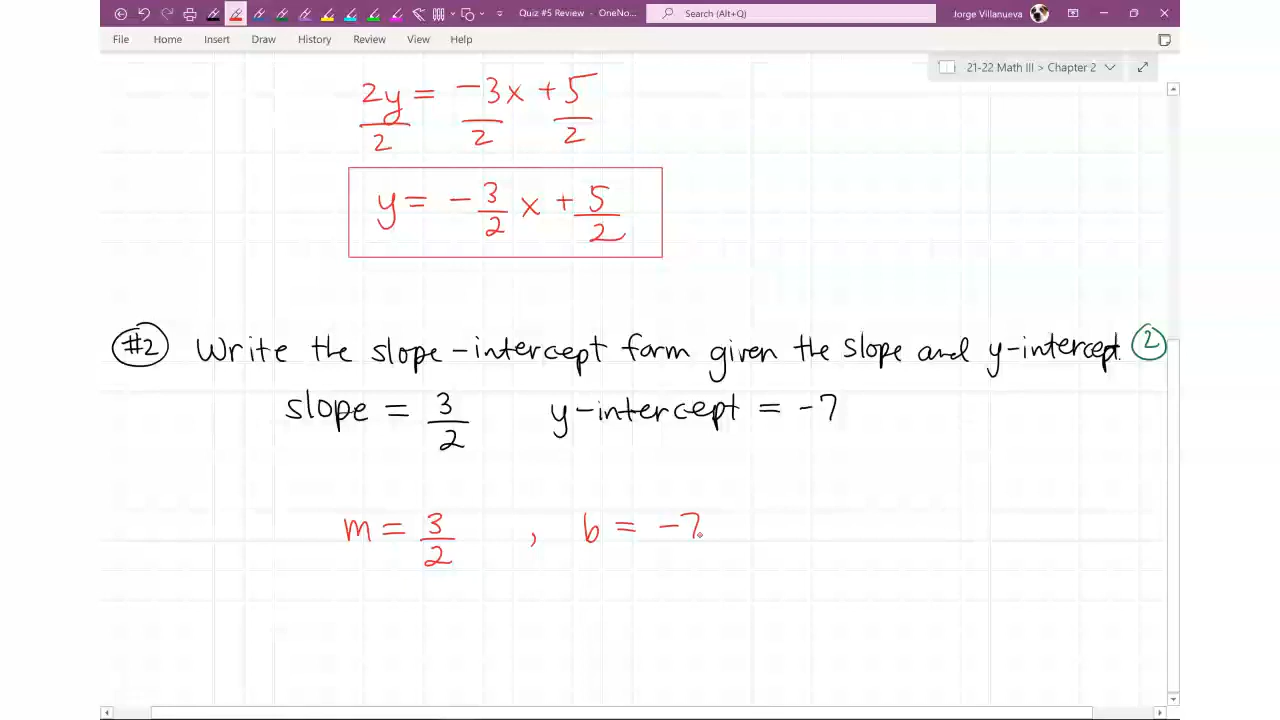 Quiz #5 Review - OneNo...
Search (Alt+Q)
Jorge Villanueva
File Home Insert Draw History Review View Help
21-22 Math III > Chapter 2
2y = -3x + 5
2 2 2
y = - 3/2 x + 5/2
#2 Write the slope-intercept form given the slope and y-intercept. 2
slope = 3/2 y-intercept = -7
m = 3/2 , b = -7